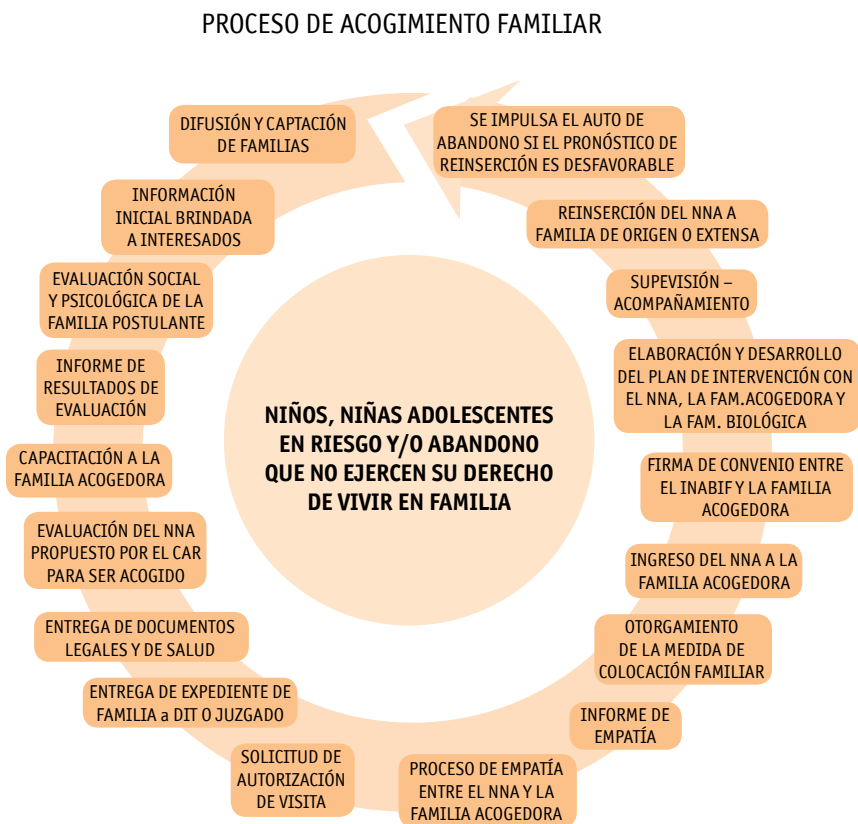 PROCESO DE ACOGIMIENTO FAMILIAR
DIFUSIÓN Y CAPTACIÓN
DE FAMILIAS
INFORMACIÓN
INICIAL BRINDADA
A INTERESADOS
EVALUACIÓN SOCIAL
Y PSICOLÓGICA DE LA
FAMILIA POSTULANTE
INFORME DE
RESULTADOS DE
EVALUACIÓN
CAPACITACIÓN A LA
FAMILIA ACOGEDORA
EVALUACIÓN DEL NNA
PROPUESTO POR EL CAR
PARA SER ACOGIDO
ENTREGA DE DOCUMENTOS
LEGALES Y DE SALUD
ENTREGA DE EXPEDIENTE DE
FAMILIA a DIT O JUZGADO
SOLICITUD DE
AUTORIZACIÓN
DE VISITA
PROCESO DE EMPATÍA
ENTRE EL NNA Y LA
FAMILIA ACOGEDORA
INFORME DE
EMPATÍA
OTORGAMIENTO
DE LA MEDIDA DE
COLOCACIÓN FAMILIAR
INGRESO DEL NNA A LA
FAMILIA ACOGEDORA
FIRMA DE CONVENIO ENTRE
EL INABIF Y LA FAMILIA
ACOGEDORA
ELABORACIÓN Y DESARROLLO
DEL PLAN DE INTERVENCIÓN CON
EL NNA, LA FAM.ACOGEDORA Y
LA FAM. BIOLÓGICA
SUPEVISIÓN –
ACOMPAÑAMIENTO
REINSERCIÓN DEL NNA A
FAMILIA DE ORIGEN O EXTENSA
SE IMPULSA EL AUTO DE
ABANDONO SI EL PRONÓSTICO DE
REINSERCIÓN ES DESFAVORABLE
NIÑOS, NIÑAS ADOLESCENTES
EN RIESGO Y/O ABANDONO
QUE NO EJERCEN SU DERECHO
DE VIVIR EN FAMILIA